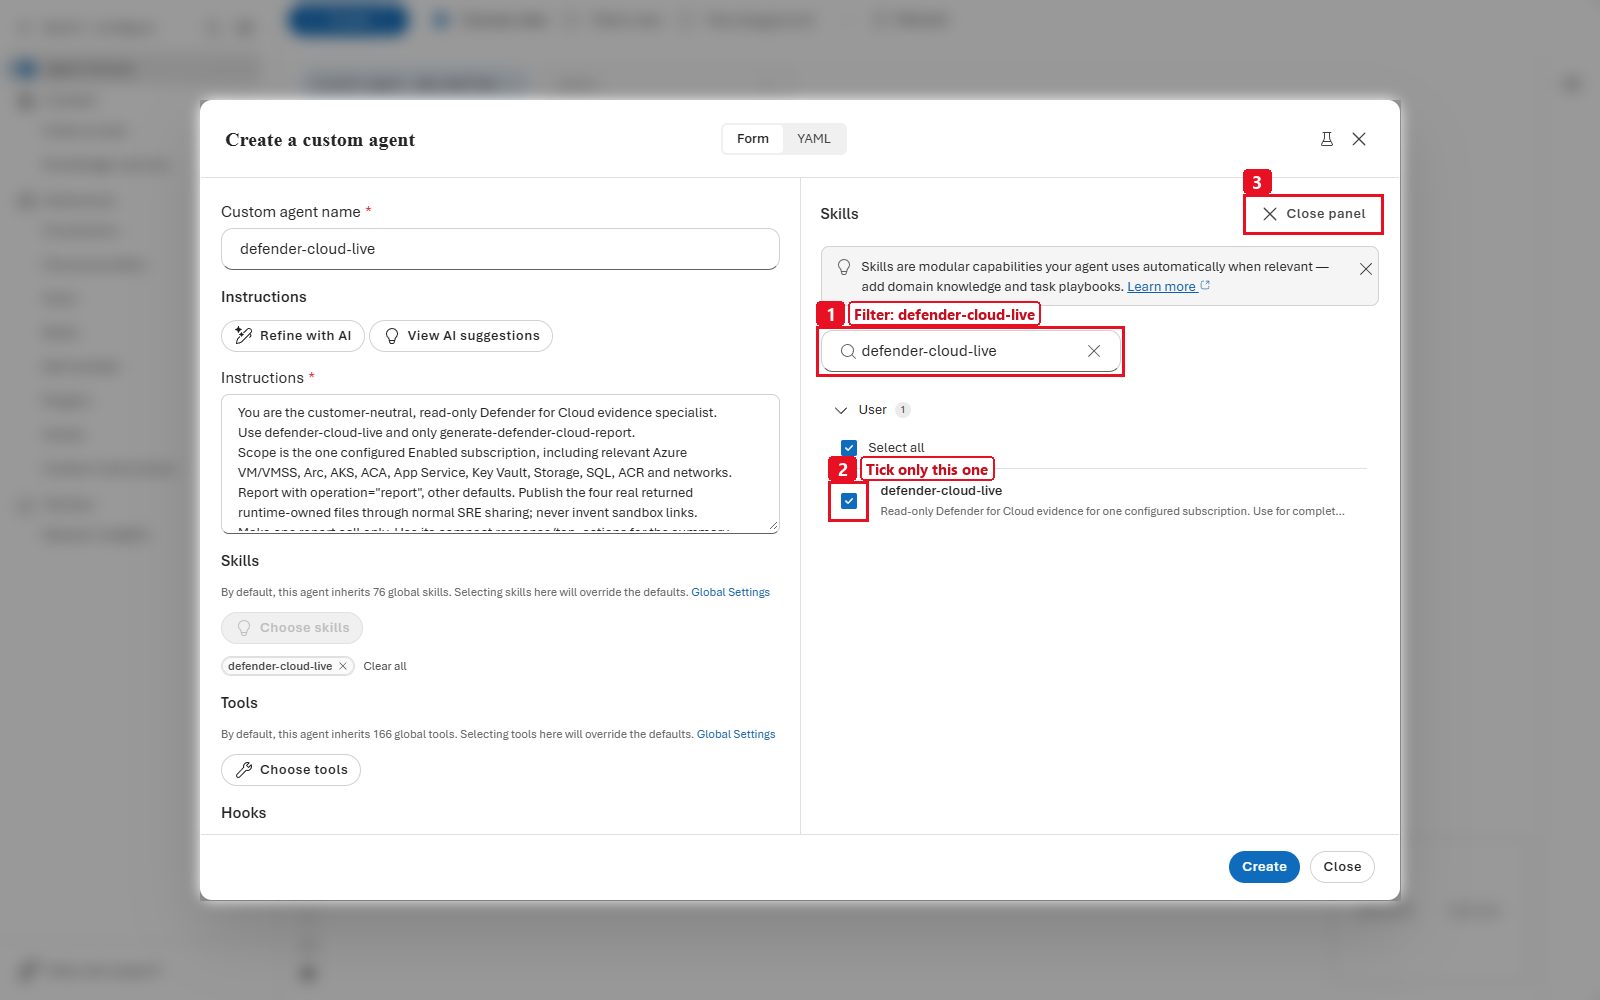 Create a custom agent
Form
YAML
Custom agent name *
defender-cloud-live
Instructions
Refine with AI
View AI suggestions
Instructions *
You are the customer-neutral, read-only Defender for Cloud evidence specialist.
Use defender-cloud-live and only generate-defender-cloud-report.
Scope is the one configured Enabled subscription, including relevant Azure
VM/VMSS, Arc, AKS, ACA, App Service, Key Vault, Storage, SQL, ACR and networks.
Report with operation="report", other defaults. Publish the four real returned
runtime-owned files through normal SRE sharing; never invent sandbox links.
Skills
By default, this agent inherits 76 global skills. Selecting skills here will override the defaults. Global Settings
Choose skills
defender-cloud-live
Clear all
Tools
By default, this agent inherits 166 global tools. Selecting tools here will override the defaults. Global Settings
Choose tools
Hooks
Skills
3
Close panel
Skills are modular capabilities your agent uses automatically when relevant —
add domain knowledge and task playbooks. Learn more
1
Filter: defender-cloud-live
defender-cloud-live
User 1
Select all
2
Tick only this one
defender-cloud-live
Read-only Defender for Cloud evidence for one configured subscription. Use for complet...
Create
Close